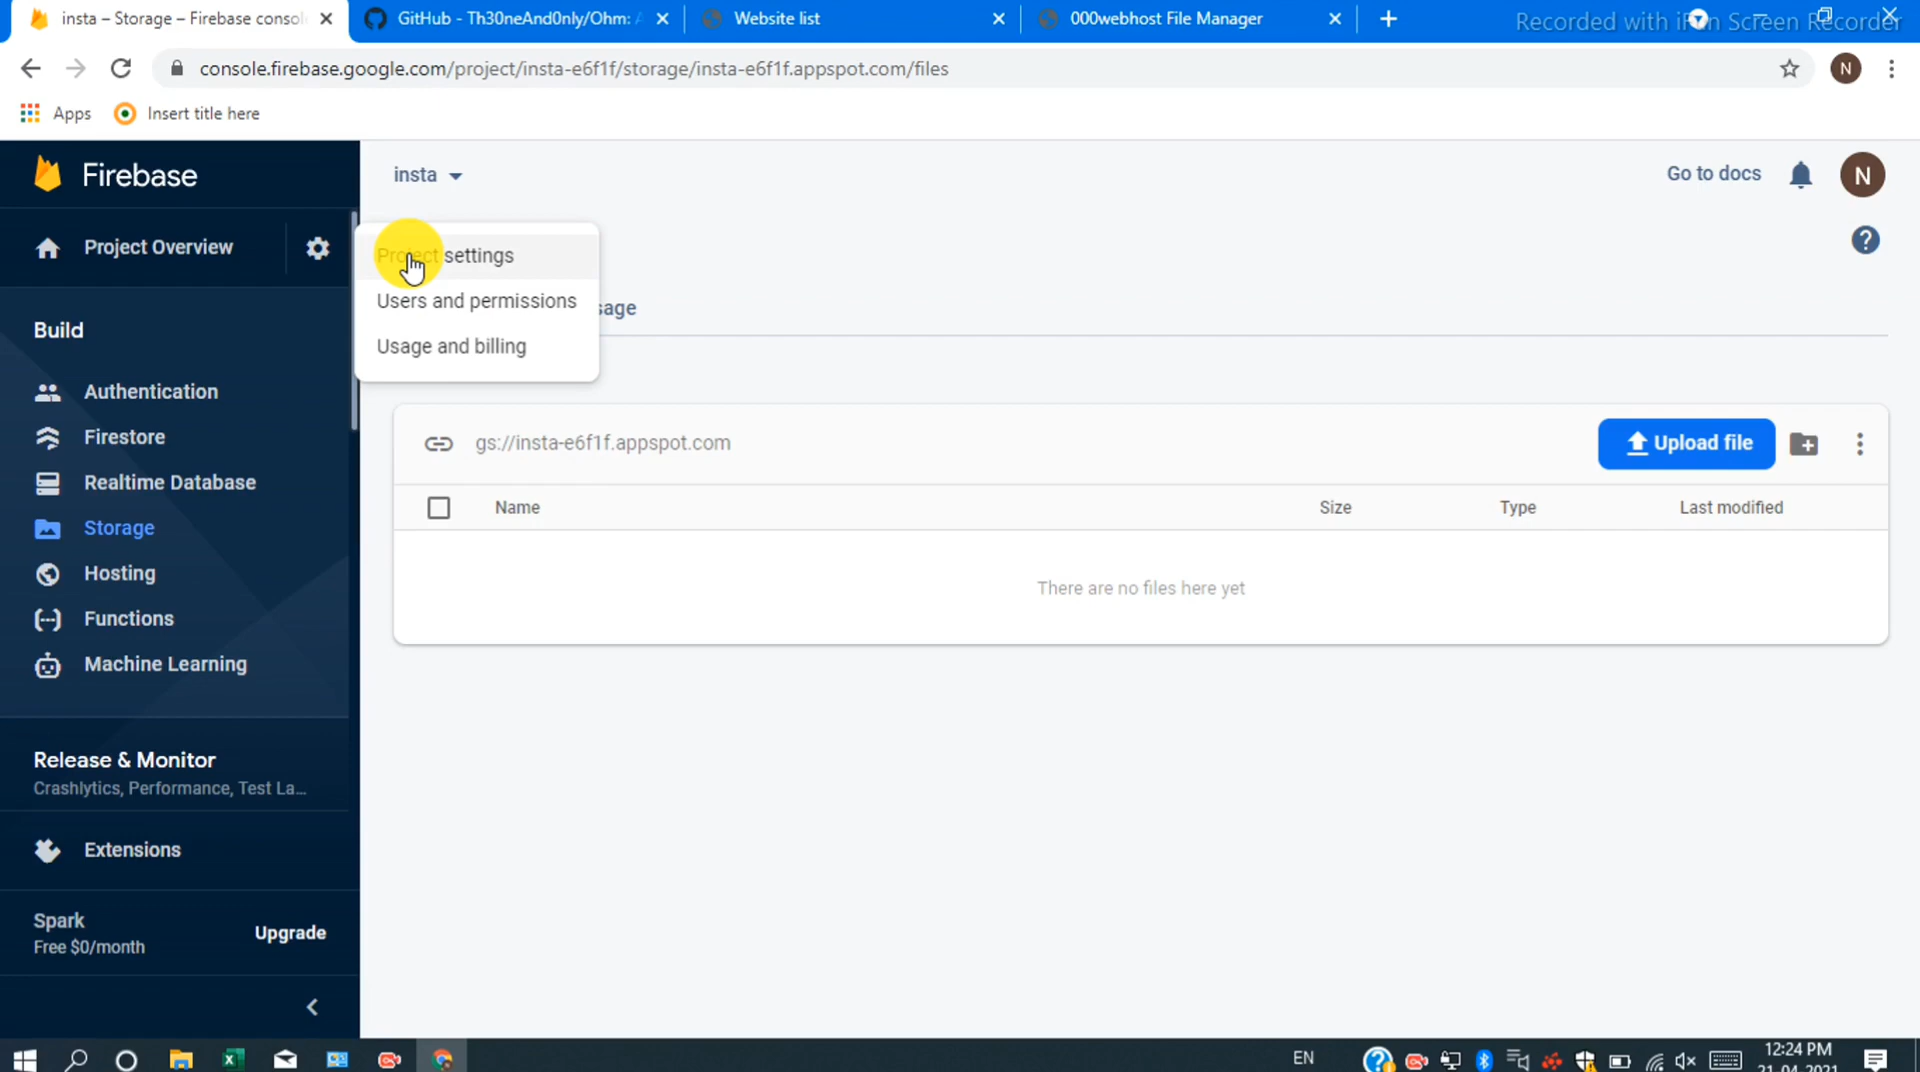 insta – Storage – Firebase consol
GitHub - Th30neAnd0nly/Ohm: A
Website list
000webhost File Manager
Recorded with iFun Screen Recorder
console.firebase.google.com/project/insta-e6f1f/storage/insta-e6f1f.appspot.com/files
N
Apps
Insert title here
Firebase
insta
Go to docs
N
Project Overview
Project settings
Users and permissions
Usage and billing
sage
Build
Authentication
Firestore
Realtime Database
Storage
Hosting
Functions
Machine Learning
gs://insta-e6f1f.appspot.com
Upload file
Name
Size
Type
Last modified
There are no files here yet
Release & Monitor
Crashlytics, Performance, Test La...
Extensions
Spark
Free $0/month
Upgrade
EN
12:24 PM
21-04-2021